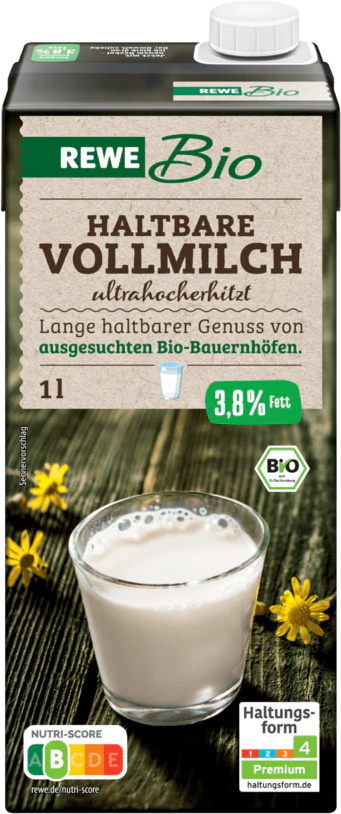 REWE Bio
REWE Bio
HALTBARE
VOLLMILCH
ultrahocherhitzt
Lange haltbarer Genuss von
ausgesuchten Bio-Bauernhöfen.
1 l
3,8% Fett
Serviervorschlag
BIO
NUTRI-SCORE
A B C D E
rewe.de/nutri-score
Haltungs-
form
1 2 3 4
Premium
haltungsform.de